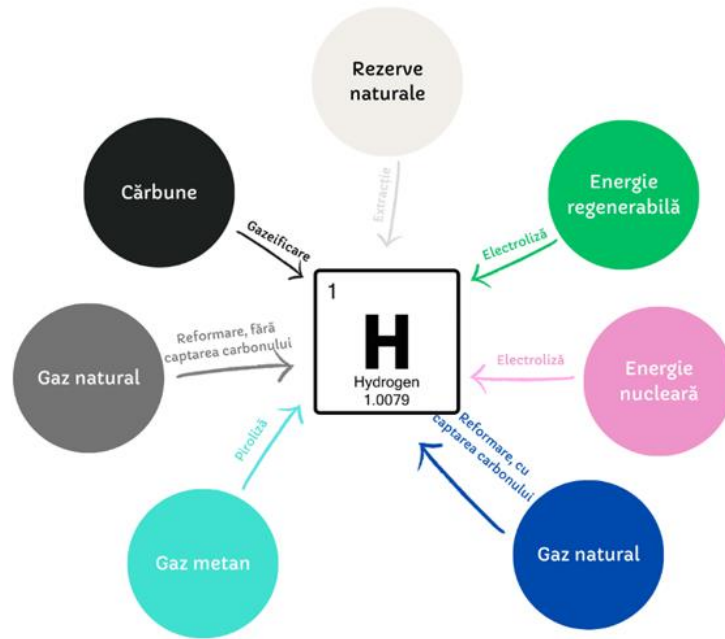 Rezerve
naturale
Extracție
Cărbune
Gazeificare
Energie
regenerabilă
Electroliză
1
H
Hydrogen
1.0079
Gaz natural
Reformare, fără
captarea carbonului
Energie
nucleară
Electroliză
Gaz metan
Piroliză
Gaz natural
Reformare, cu
captarea carbonului